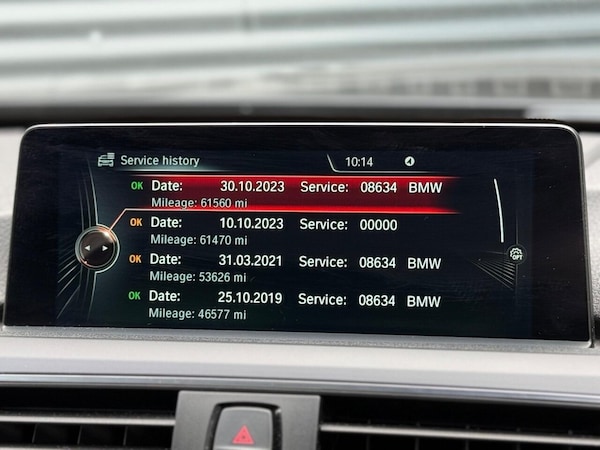 Service history 10:14
OK Date: 30.10.2023 Service: 08634 BMW
Mileage: 61560 mi
OK Date: 10.10.2023 Service: 00000
Mileage: 61470 mi
OK Date: 31.03.2021 Service: 08634 BMW
Mileage: 53626 mi
OK Date: 25.10.2019 Service: 08634 BMW
Mileage: 46577 mi
OPT